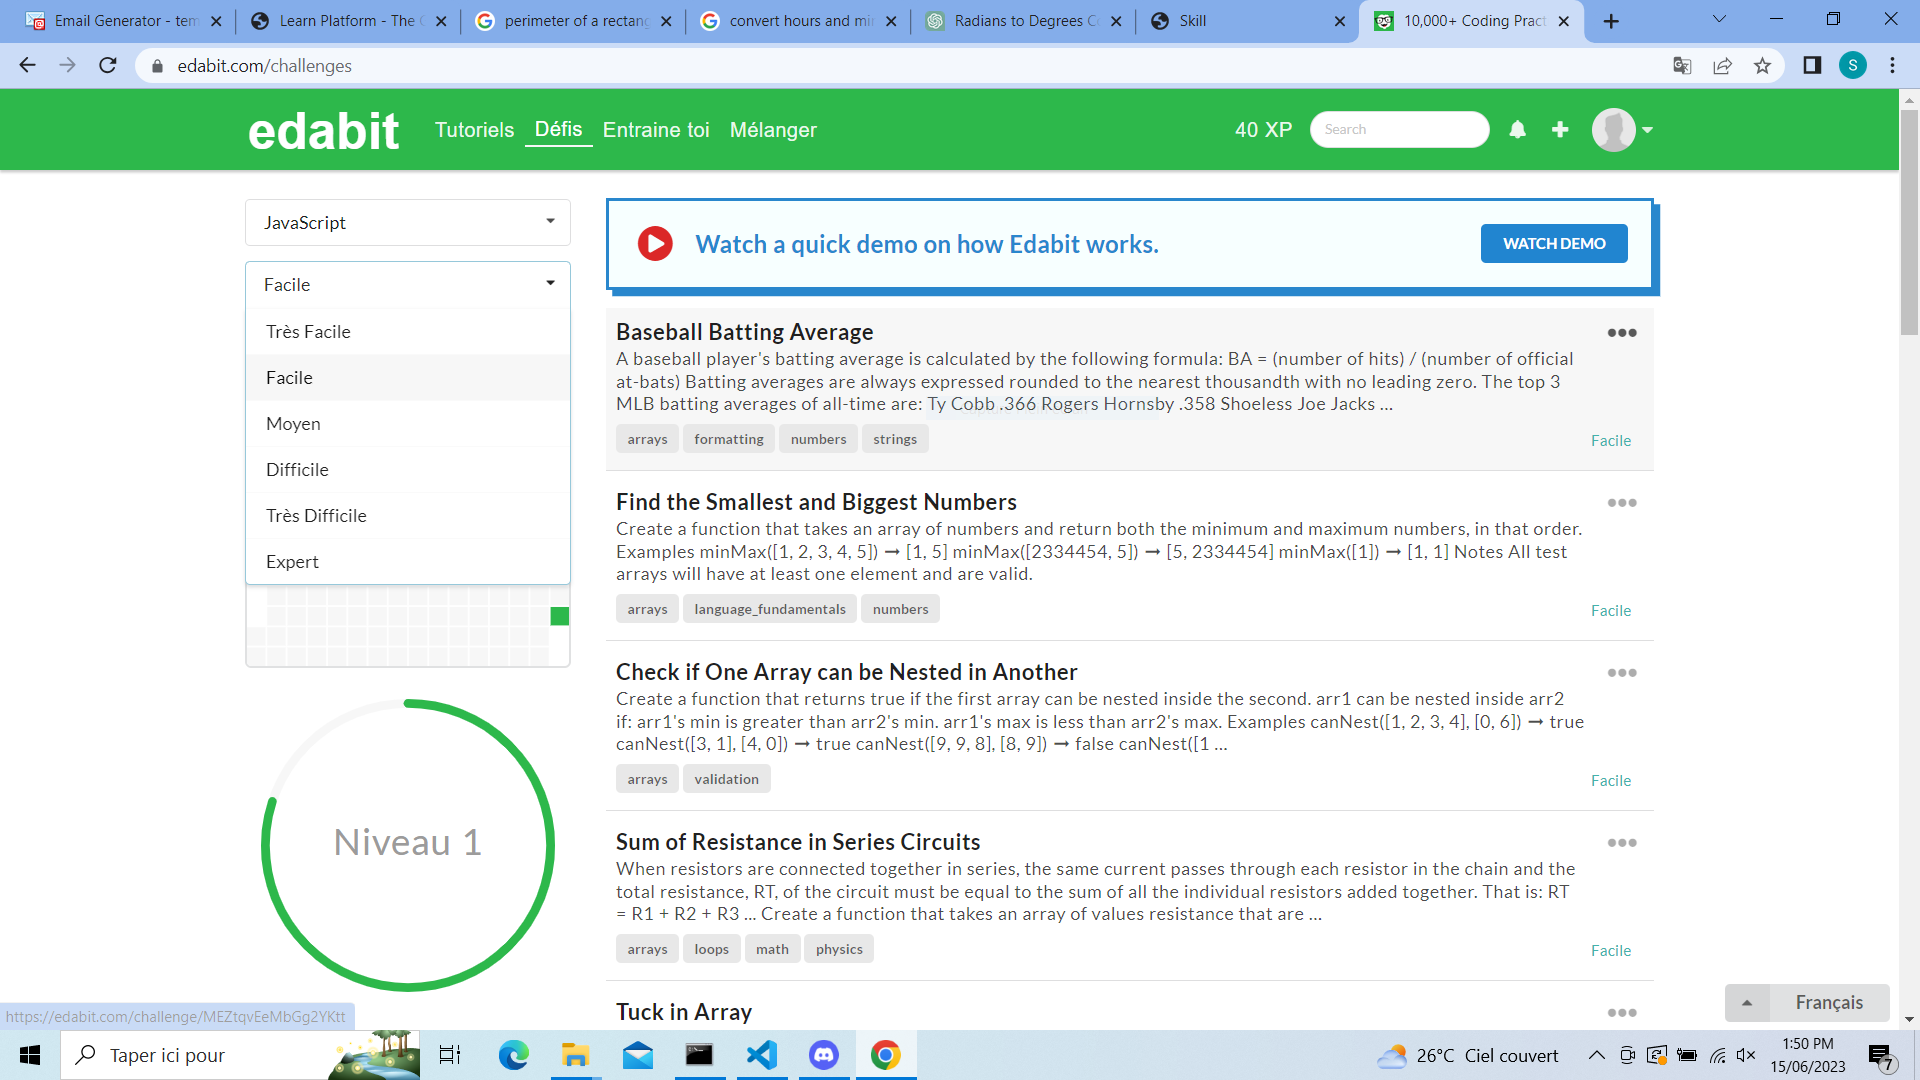 Email Generator - tem
Learn Platform - The C
perimeter of a rectang
convert hours and min
Radians to Degrees Co
Skill
10,000+ Coding Pract
edabit.com/challenges
S
edabit
Tutoriels
Défis
Entraine toi
Mélanger
40 XP
Search
JavaScript
Facile
Très Facile
Facile
Moyen
Difficile
Très Difficile
Expert
Niveau 1
Watch a quick demo on how Edabit works.
WATCH DEMO
Baseball Batting Average
A baseball player's batting average is calculated by the following formula: BA = (number of hits) / (number of official
at-bats) Batting averages are always expressed rounded to the nearest thousandth with no leading zero. The top 3
MLB batting averages of all-time are: Ty Cobb .366 Rogers Hornsby .358 Shoeless Joe Jacks ...
arrays formatting numbers strings
Facile
Find the Smallest and Biggest Numbers
Create a function that takes an array of numbers and return both the minimum and maximum numbers, in that order.
Examples minMax([1, 2, 3, 4, 5]) ➞ [1, 5] minMax([2334454, 5]) ➞ [5, 2334454] minMax([1]) ➞ [1, 1] Notes All test
arrays will have at least one element and are valid.
arrays language_fundamentals numbers
Facile
Check if One Array can be Nested in Another
Create a function that returns true if the first array can be nested inside the second. arr1 can be nested inside arr2
if: arr1's min is greater than arr2's min. arr1's max is less than arr2's max. Examples canNest([1, 2, 3, 4], [0, 6]) ➞ true
canNest([3, 1], [4, 0]) ➞ true canNest([9, 9, 8], [8, 9]) ➞ false canNest([1 ...
arrays validation
Facile
Sum of Resistance in Series Circuits
When resistors are connected together in series, the same current passes through each resistor in the chain and the
total resistance, RT, of the circuit must be equal to the sum of all the individual resistors added together. That is: RT
= R1 + R2 + R3 ... Create a function that takes an array of values resistance that are ...
arrays loops math physics
Facile
Tuck in Array
Français
https://edabit.com/challenge/MEZtqvEeMbGg2YKtt
Taper ici pour
26°C Ciel couvert
1:50 PM
15/06/2023
7